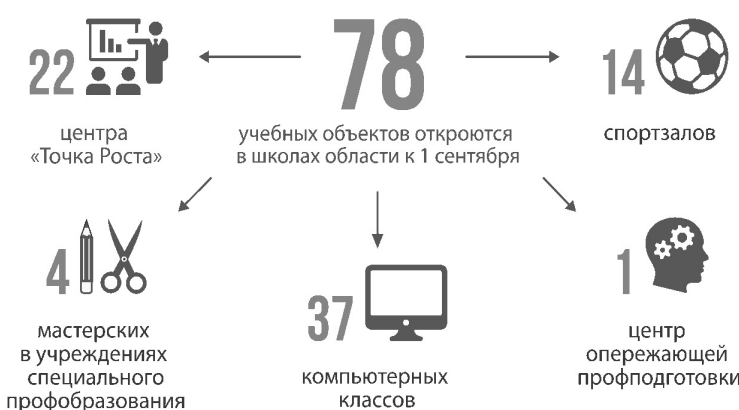 78
учебных объектов откроются
в школах области к 1 сентября
22
центра
«Точка Роста»
14
спортзалов
4
мастерских
в учреждениях
специального
профобразования
37
компьютерных
классов
1
центр
опережающей
профподготовки